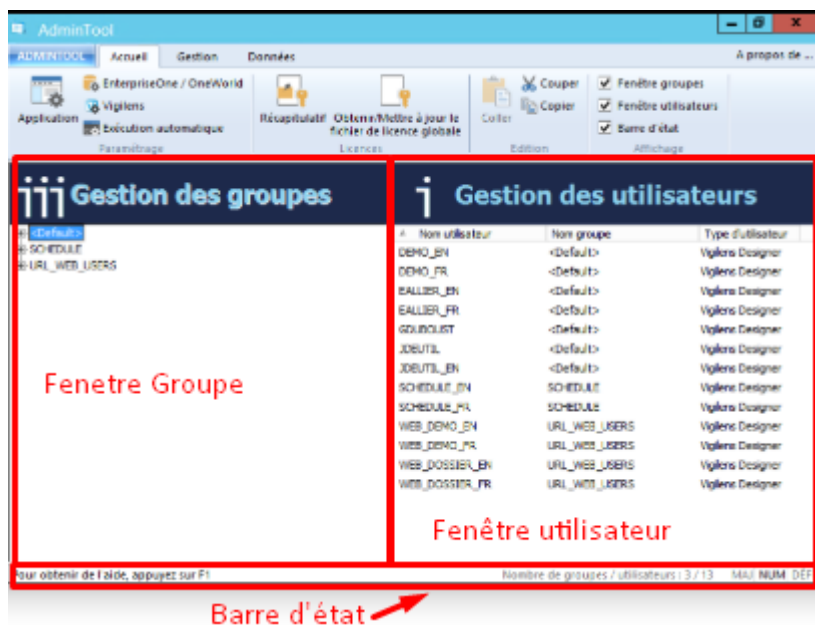 AdminTool
ADMINTOOL Accueil Gestion Données A propos de ...
Application
EnterpriseOne / OneWorld
Vigilens
Exécution automatique
Paramétrage
Récapitulatif
Obtenir/Mettre à jour le
fichier de licence globale
Licences
Coller
Couper
Copier
Edition
Fenêtre groupes
Fenêtre utilisateurs
Barre d'état
Affichage
Gestion des groupes
<Default>
SCHEDULE
URL_WEB_USERS
Fenetre Groupe
Gestion des utilisateurs
Nom utilisateur Nom groupe Type d'utilisateur
DEMO_EN <Default> Vigilens Designer
DEMO_FR <Default> Vigilens Designer
EALLIER_EN <Default> Vigilens Designer
EALLIER_FR <Default> Vigilens Designer
GDUBOUST <Default> Vigilens Designer
JDEUTIL <Default> Vigilens Designer
JDEUTIL_EN <Default> Vigilens Designer
SCHEDULE_EN SCHEDULE Vigilens Designer
SCHEDULE_FR SCHEDULE Vigilens Designer
WEB_DEMO_EN URL_WEB_USERS Vigilens Designer
WEB_DEMO_FR URL_WEB_USERS Vigilens Designer
WEB_DOSSIER_EN URL_WEB_USERS Vigilens Designer
WEB_DOSSIER_FR URL_WEB_USERS Vigilens Designer
Fenêtre utilisateur
Pour obtenir de l'aide, appuyez sur F1 Nombre de groupes / utilisateurs : 3 / 13 MAJ NUM DEF
Barre d'état